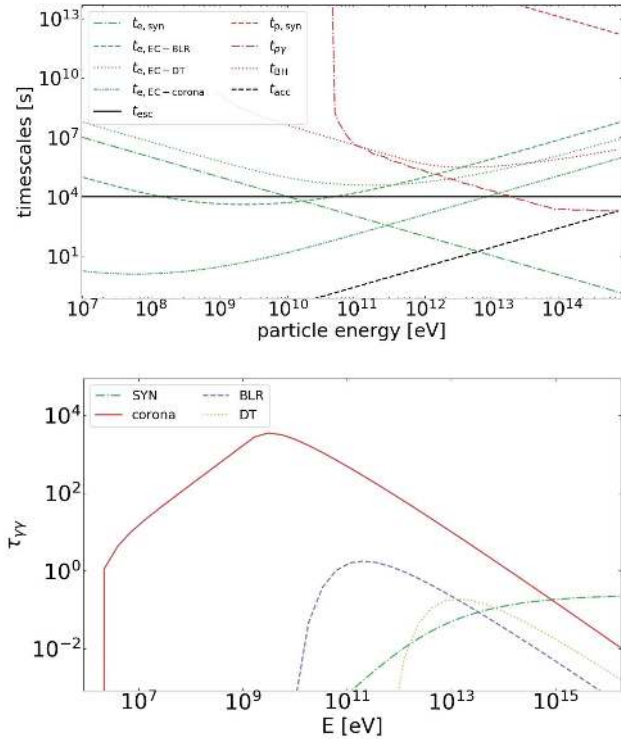 timescales [s]
10^13
10^10
10^7
10^4
10^1
t_e, syn
t_e, EC−BLR
t_e, EC−DT
t_e, EC−corona
t_esc
t_p, syn
t_pγ
t_BH
t_acc
10^7 10^8 10^9 10^10 10^11 10^12 10^13 10^14
particle energy [eV]
τ_γγ
10^4
10^2
10^0
10^−2
SYN
corona
BLR
DT
10^7 10^9 10^11 10^13 10^15
E [eV]